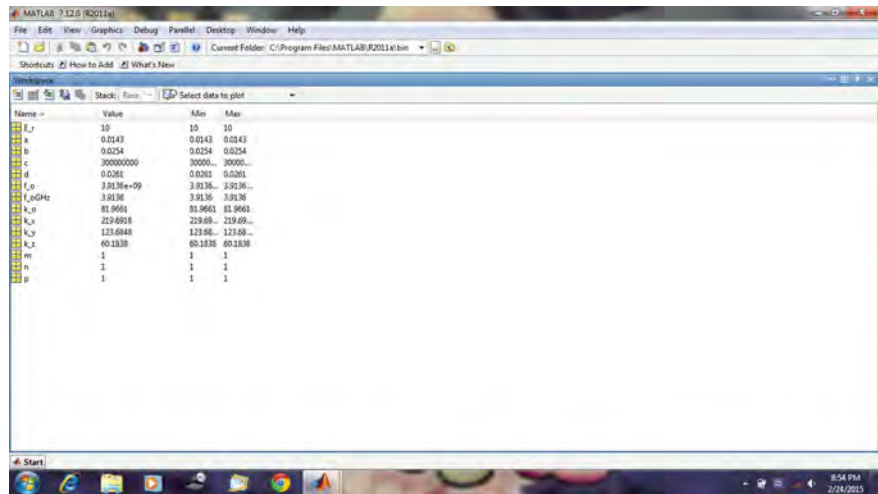 MATLAB 7.12.0 (R2011a)
File Edit View Graphics Debug Parallel Desktop Window Help
Current Folder: C:\Program Files\MATLAB\R2011a\bin
Shortcuts How to Add What's New
Workspace
Stack: Base Select data to plot
Name Value Min Max
E_r 10 10 10
a 0.0143 0.0143 0.0143
b 0.0254 0.0254 0.0254
c 300000000 30000... 30000...
d 0.0261 0.0261 0.0261
f_o 3.9136e+09 3.9136... 3.9136...
f_oGHz 3.9136 3.9136 3.9136
k_o 81.9661 81.9661 81.9661
k_x 219.6916 219.69... 219.69...
k_y 123.6848 123.68... 123.68...
k_z 60.1838 60.1838 60.1838
m 1 1 1
n 1 1 1
p 1 1 1
Start
8:54 PM
2/24/2015